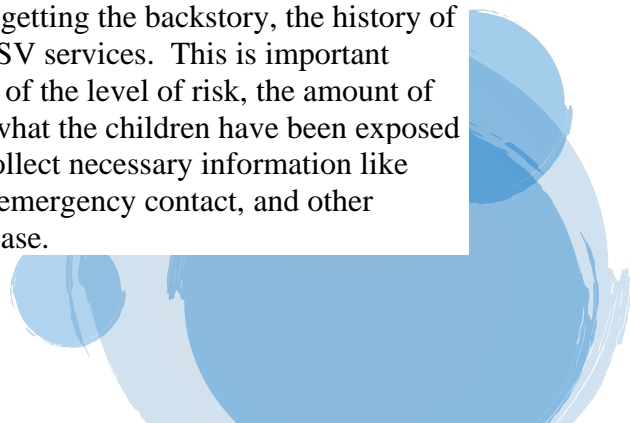 getting the backstory, the history of
SV services. This is important
of the level of risk, the amount of
what the children have been exposed
ollect necessary information like
emergency contact, and other
ase.